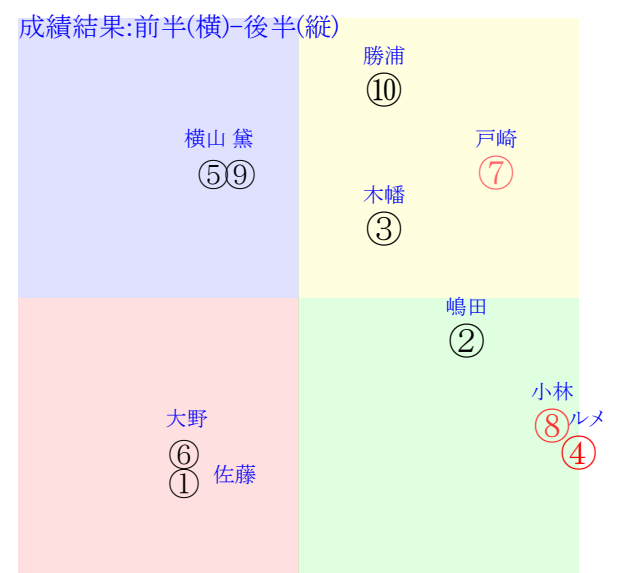 成績結果:前半(横)-後半(縦)
勝浦
⑩
横山 黛
戸崎
⑤⑨
⑦
木幡
③
嶋田
②
小林
⑧ルメ
④
大野
⑥
①佐藤